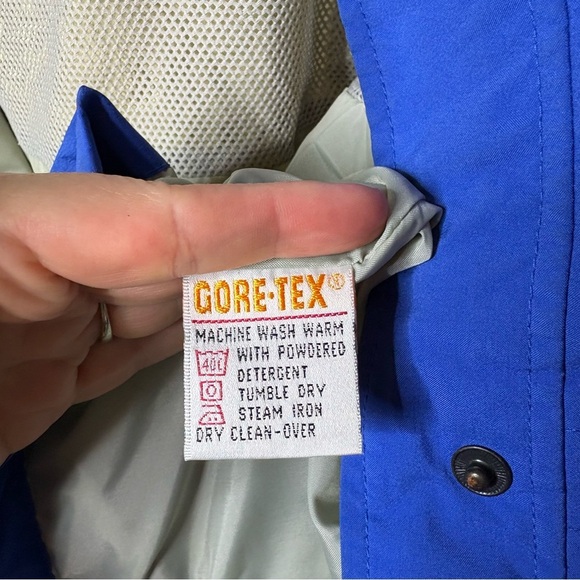 GORE-TEX®
MACHINE WASH WARM
40C WITH POWDERED
DETERGENT
TUMBLE DRY
STEAM IRON
DRY CLEAN-OVER